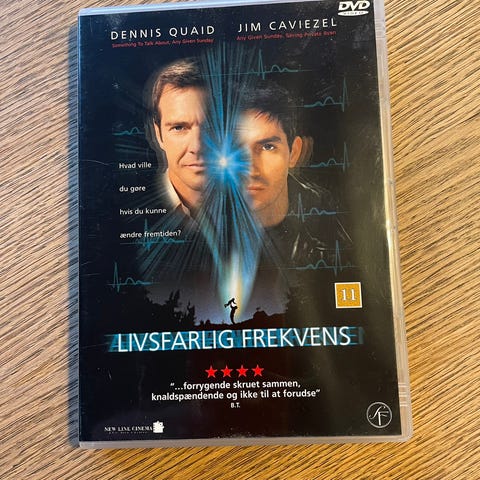 DVD
VIDEO
DENNIS QUAID
Something To Talk About, Any Given Sunday
JIM CAVIEZEL
Any Given Sunday, Saving Private Ryan
Hvad ville
du gøre
hvis du kunne
ændre fremtiden?
11
LIVSFARLIG FREKVENS
★★★★
"...forrygende skruet sammen,
knaldspændende og ikke til at forudse"
B.T.
NEW LINE CINEMA
SF